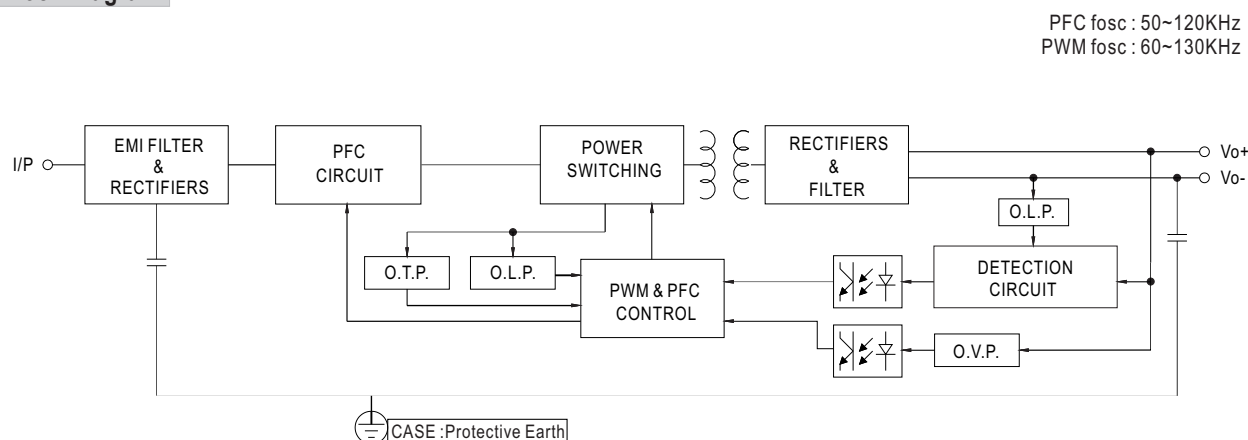 PFC fosc : 50~120KHz
PWM fosc : 60~130KHz
I/P
EMI FILTER
&
RECTIFIERS
PFC
CIRCUIT
POWER
SWITCHING
RECTIFIERS
&
FILTER
Vo+
Vo-
O.L.P.
O.T.P.
O.L.P.
PWM & PFC
CONTROL
DETECTION
CIRCUIT
O.V.P.
CASE :Protective Earth